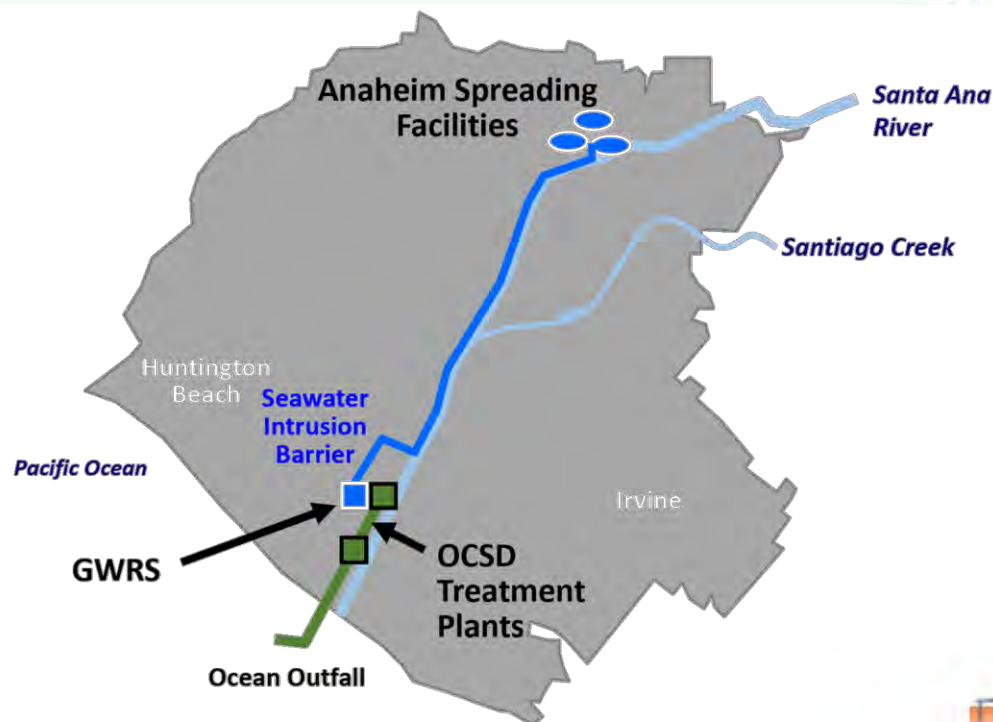 Anaheim Spreading
Facilities
Santa Ana
River
Santiago Creek
Huntington
Beach
Seawater
Intrusion
Barrier
Pacific Ocean
Irvine
GWRS
OCSD
Treatment
Plants
Ocean Outfall